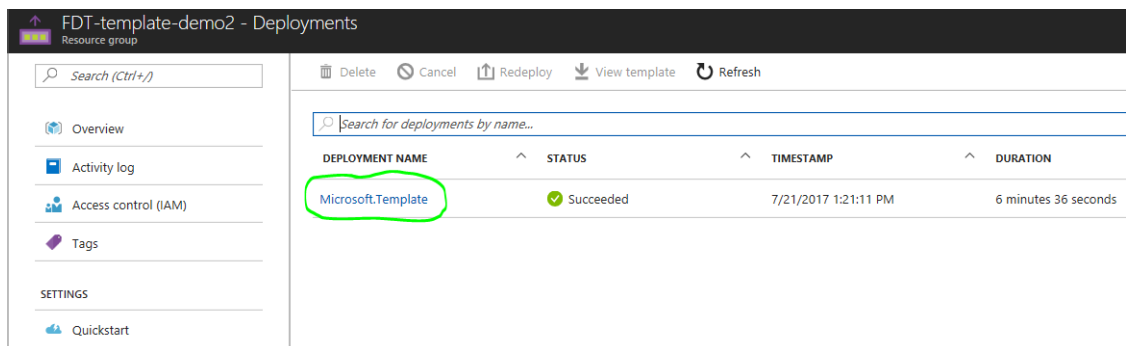 FDT-template-demo2 - Deployments
Resource group
Search (Ctrl+/)
Overview
Activity log
Access control (IAM)
Tags
SETTINGS
Quickstart
Delete Cancel Redeploy View template Refresh
Search for deployments by name...
DEPLOYMENT NAME STATUS TIMESTAMP DURATION
Microsoft.Template Succeeded 7/21/2017 1:21:11 PM 6 minutes 36 seconds